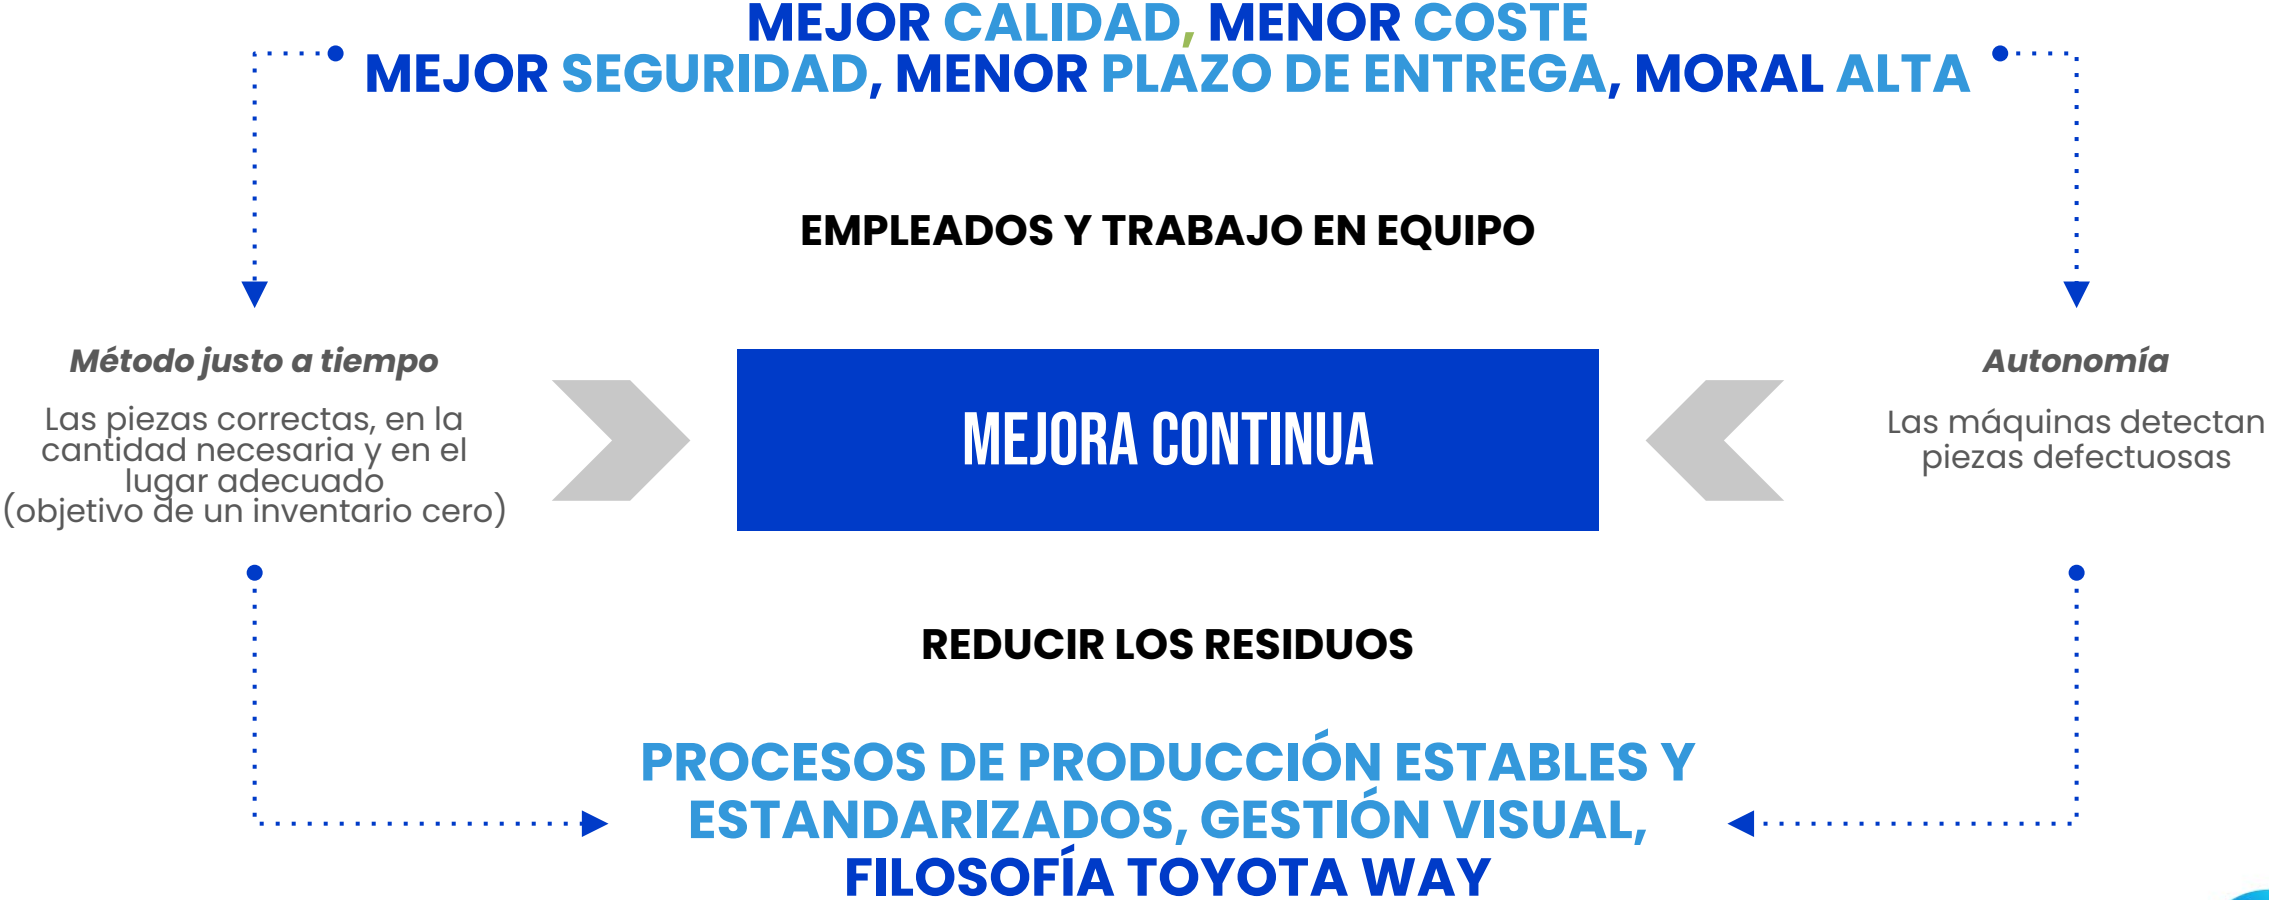 MEJOR CALIDAD, MENOR COSTE
MEJOR SEGURIDAD, MENOR PLAZO DE ENTREGA, MORAL ALTA
EMPLEADOS Y TRABAJO EN EQUIPO
Método justo a tiempo
Las piezas correctas, en la
cantidad necesaria y en el
lugar adecuado
(objetivo de un inventario cero)
MEJORA CONTINUA
Autonomía
Las máquinas detectan
piezas defectuosas
REDUCIR LOS RESIDUOS
PROCESOS DE PRODUCCIÓN ESTABLES Y
ESTANDARIZADOS, GESTIÓN VISUAL,
FILOSOFÍA TOYOTA WAY